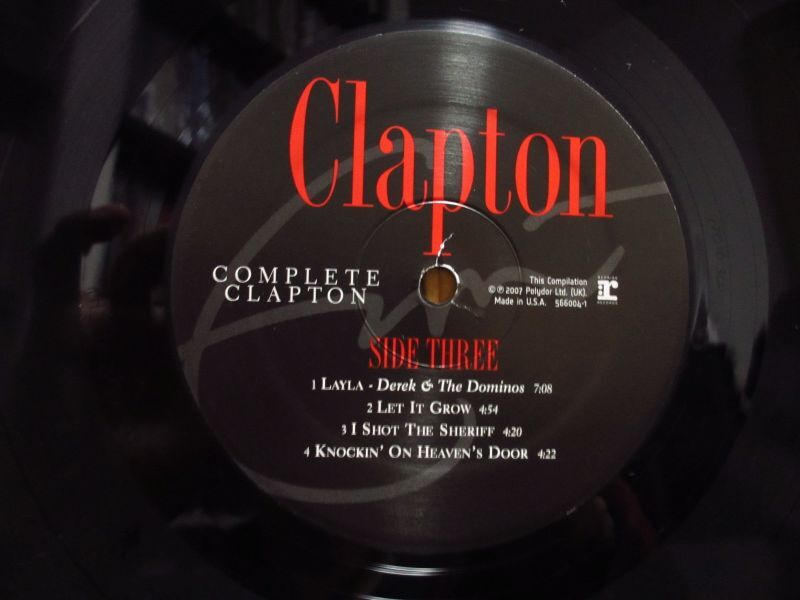 Clapton
COMPLETE
CLAPTON
This Compilation
© ℗ 2007 Polydor Ltd. (UK).
Made in U.S.A. 566004-1
REPRISE
r
RECORDS
SIDE THREE
1 LAYLA - Derek & The Dominos 7:08
2 LET IT GROW 4:54
3 I SHOT THE SHERIFF 4:20
4 KNOCKIN' ON HEAVEN'S DOOR 4:22